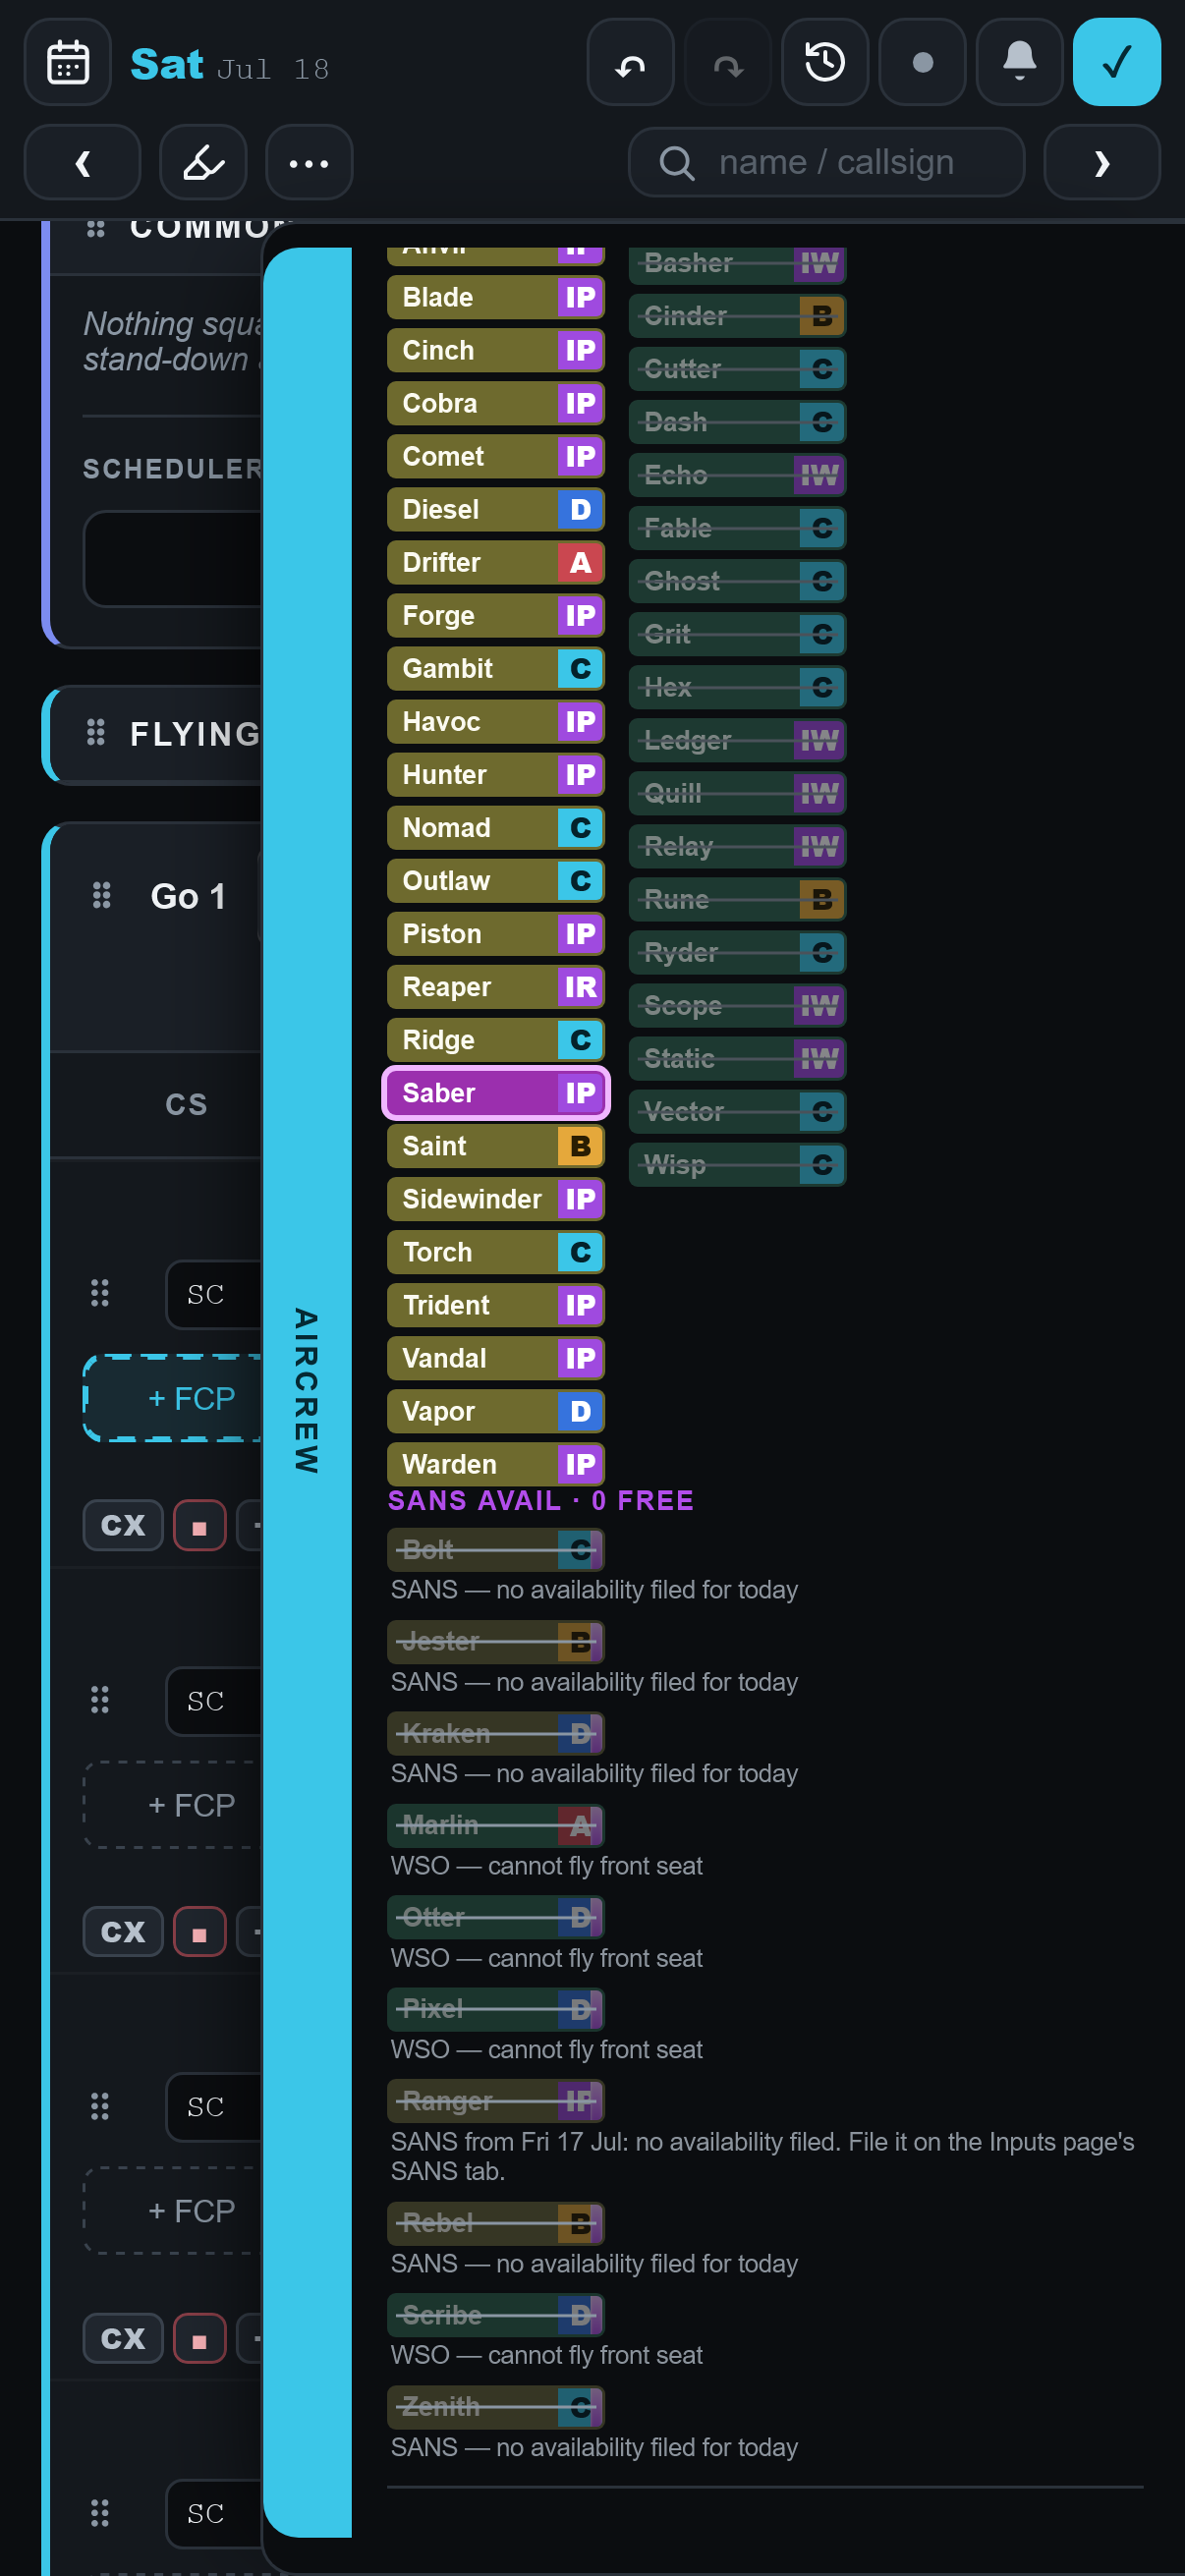 Sat Jul 18
name / callsign
COMMON
Nothing squa
stand-down
SCHEDULER
FLYING
Go 1
CS
SC
+ FCP
CX
SC
+ FCP
CX
SC
+ FCP
CX
SC
AIRCREW
Anvil IP
Blade IP
Cinch IP
Cobra IP
Comet IP
Diesel D
Drifter A
Forge IP
Gambit C
Havoc IP
Hunter IP
Nomad C
Outlaw C
Piston IP
Reaper IR
Ridge C
Saber IP
Saint B
Sidewinder IP
Torch C
Trident IP
Vandal IP
Vapor D
Warden IP
Basher IW
Cinder B
Cutter C
Dash C
Echo IW
Fable C
Ghost C
Grit C
Hex C
Ledger IW
Quill IW
Relay IW
Rune B
Ryder C
Scope IW
Static IW
Vector C
Wisp C
SANS AVAIL · 0 FREE
Bolt C
SANS — no availability filed for today
Jester B
SANS — no availability filed for today
Kraken D
SANS — no availability filed for today
Marlin A
WSO — cannot fly front seat
Otter D
WSO — cannot fly front seat
Pixel D
WSO — cannot fly front seat
Ranger IP
SANS from Fri 17 Jul: no availability filed. File it on the Inputs page's
SANS tab.
Rebel B
SANS — no availability filed for today
Scribe D
WSO — cannot fly front seat
Zenith C
SANS — no availability filed for today